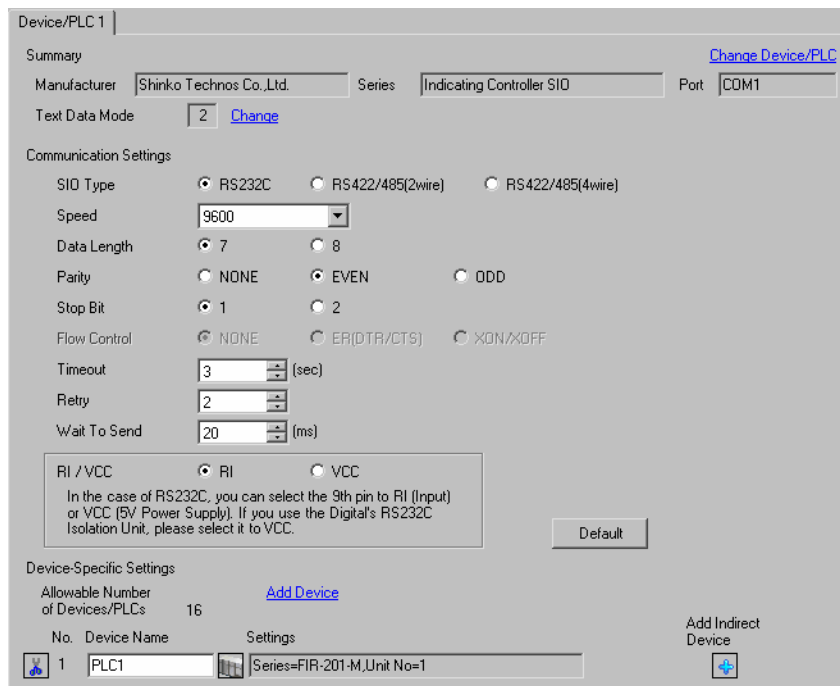 Device/PLC 1
Summary Change Device/PLC
Manufacturer Shinko Technos Co.,Ltd. Series Indicating Controller SIO Port COM1
Text Data Mode 2 Change
Communication Settings
SIO Type RS232C RS422/485(2wire) RS422/485(4wire)
Speed 9600
Data Length 7 8
Parity NONE EVEN ODD
Stop Bit 1 2
Flow Control NONE ER(DTR/CTS) XON/XOFF
Timeout 3 (sec)
Retry 2
Wait To Send 20 (ms)
RI / VCC RI VCC
In the case of RS232C, you can select the 9th pin to RI (Input)
or VCC (5V Power Supply). If you use the Digital's RS232C
Isolation Unit, please select it to VCC.
Default
Device-Specific Settings
Allowable Number Add Device
of Devices/PLCs 16
Add Indirect
Device
No. Device Name Settings
1 PLC1 Series=FIR-201-M,Unit No=1